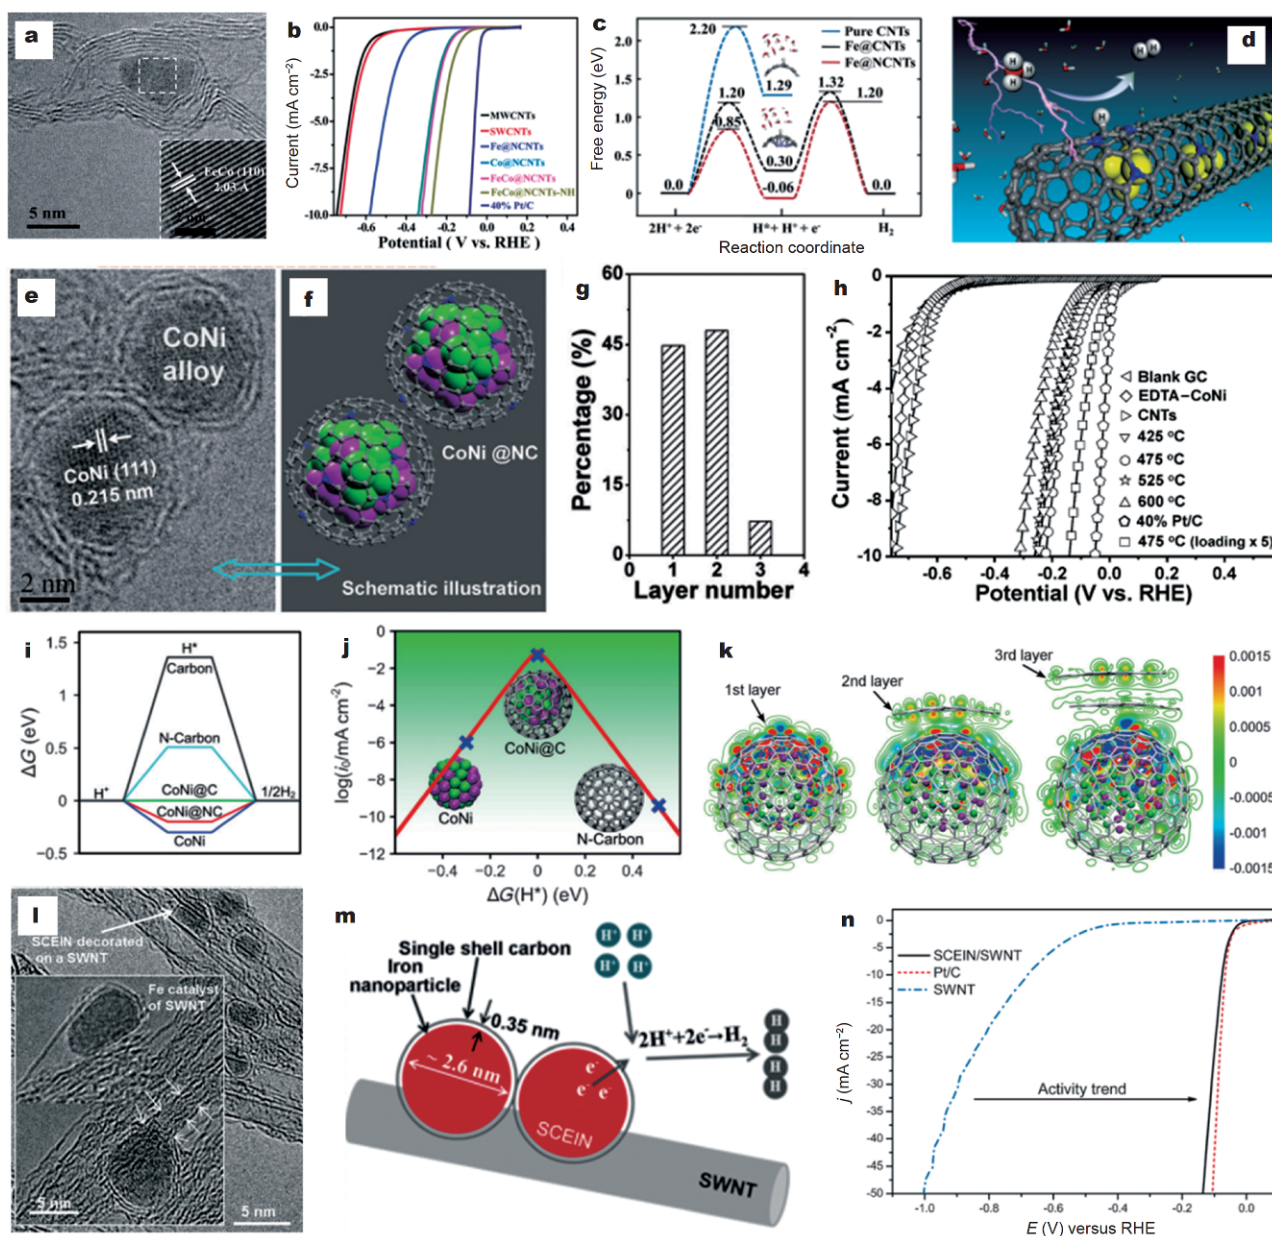 a
FeCo (110)
2.03 Å
5 nm
b
Current (mA cm⁻²)
0.0
-2.5
-5.0
-7.5
-10.0
MWCNTs
SWCNTs
Fe@NCNTs
Co@NCNTs
FeCo@NCNTs
FeCo@NCNTs-NH
40% Pt/C
-0.6 -0.4 -0.2 0.0 0.2 0.4
Potential ( V vs. RHE )
c
Free energy (eV)
2.0
1.5
1.0
0.5
0
2.20
Pure CNTs
Fe@CNTs
Fe@NCNTs
1.20
1.29
1.32
1.20
0.85
0.30
0.0
-0.06
0.0
2H⁺ + 2e⁻
H*+ H⁺ + e⁻
H₂
Reaction coordinate
d
H
H
H
H H
H
e
CoNi
alloy
CoNi (111)
0.215 nm
2 nm
f
CoNi @NC
Schematic illustration
g
Percentage (%)
60
45
30
15
0
0 1 2 3 4
Layer number
h
Current (mA cm⁻²)
0
-2
-4
-6
-8
-10
Blank GC
EDTA–CoNi
CNTs
425 °C
475 °C
525 °C
600 °C
40% Pt/C
475 °C (loading x 5)
-0.6 -0.4 -0.2 0.0 0.2 0.4
Potential (V vs. RHE)
i
ΔG (eV)
1.5
1
0.5
0
−0.5
H*
Carbon
N-Carbon
CoNi@C
CoNi@NC
CoNi
H⁺
1/2H₂
j
log(i₀/mA cm⁻²)
0
−2
−4
−6
−8
−10
−12
CoNi@C
CoNi
N-Carbon
−0.4 −0.2 0 0.2 0.4
ΔG(H*) (eV)
k
1st layer
2nd layer
3rd layer
0.0015
0.001
0.0005
0
-0.0005
-0.001
-0.0015
l
SCEIN decorated
on a SWNT
Fe catalyst
of SWNT
5 nm
5 nm
m
Single shell carbon
Iron
nanoparticle
0.35 nm
~ 2.6 nm
H⁺ H⁺
H⁺ H⁺
2H⁺+2e⁻→H₂
e⁻
e⁻ e⁻
SCEIN
SWNT
H
H
H
H
n
j (mA cm⁻²)
0
-5
-10
-15
-20
-25
-30
-35
-40
-45
-50
SCEIN/SWNT
Pt/C
SWNT
Activity trend
-1.0 -0.8 -0.6 -0.4 -0.2 0.0
E (V) versus RHE